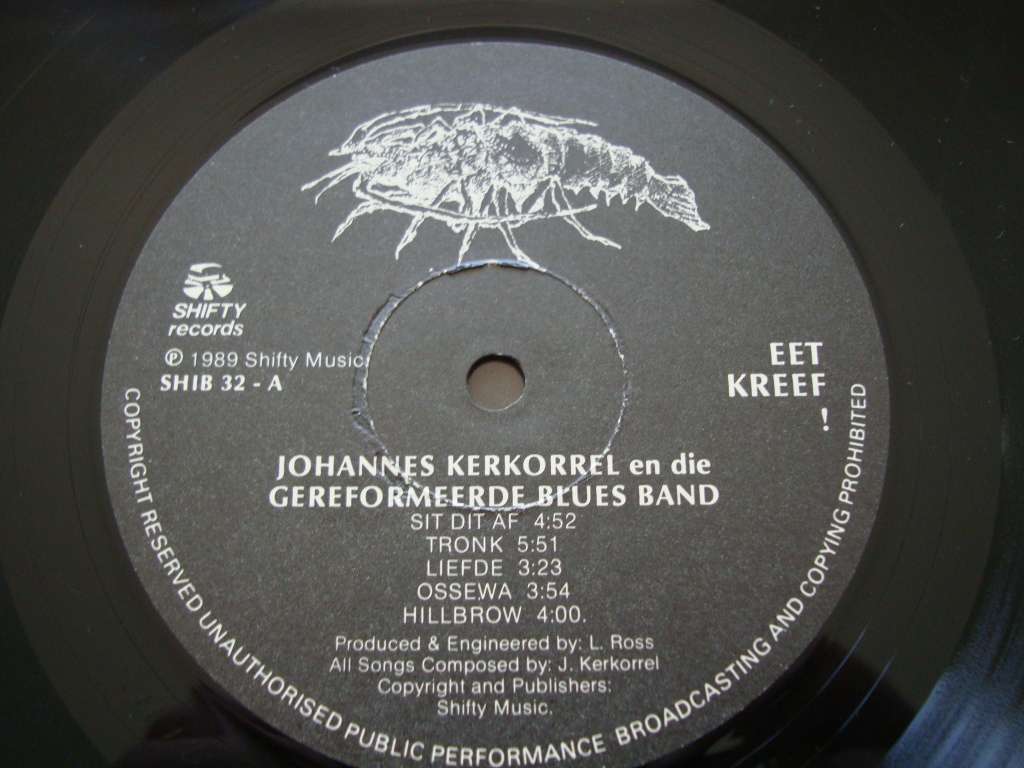 SHIFTY
records
℗ 1989 Shifty Music
SHIB 32 - A
EET
KREEF
!
JOHANNES KERKORREL en die
GEREFORMEERDE BLUES BAND
SIT DIT AF 4:52
TRONK 5:51
LIEFDE 3:23
OSSEWA 3:54
HILLBROW 4:00.
Produced & Engineered by: L. Ross
All Songs Composed by: J. Kerkorrel
Copyright and Publishers:
Shifty Music.
COPYRIGHT RESERVED UNAUTHORISED PUBLIC PERFORMANCE BROADCASTING AND COPYING PROHIBITED